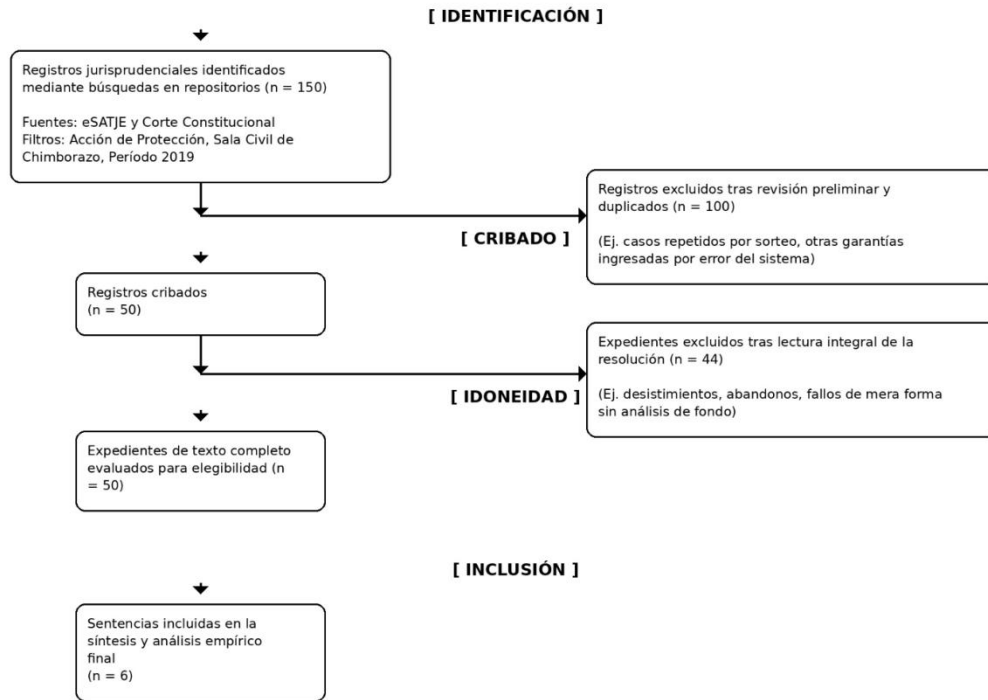 [ IDENTIFICACIÓN ]
Registros jurisprudenciales identificados
mediante búsquedas en repositorios (n = 150)
Fuentes: eSATJE y Corte Constitucional
Filtros: Acción de Protección, Sala Civil de
Chimborazo, Período 2019
Registros excluidos tras revisión preliminar y
duplicados (n = 100)
(Ej. casos repetidos por sorteo, otras garantías
ingresadas por error del sistema)
[ CRIBADO ]
Registros cribados
(n = 50)
Expedientes excluidos tras lectura integral de la
resolución (n = 44)
(Ej. desistimientos, abandonos, fallos de mera forma
sin análisis de fondo)
[ IDONEIDAD ]
Expedientes de texto completo
evaluados para elegibilidad (n
= 50)
[ INCLUSIÓN ]
Sentencias incluidas en la
síntesis y análisis empírico
final
(n = 6)